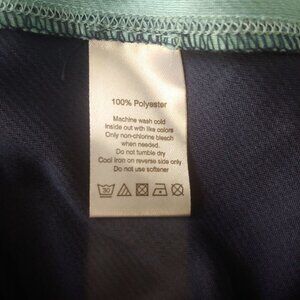 100% Polyester
Machine wash cold
Inside out with like colors
Only non-chlorine bleach
when needed.
Do not tumble dry
Cool Iron on reverse side only
Do not use softener
30